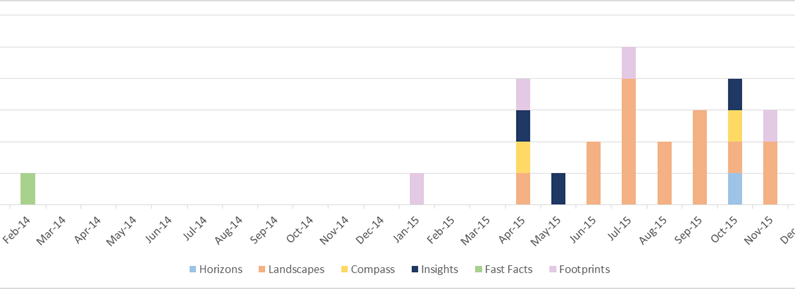 Feb-14 Mar-14 Apr-14 May-14 Jun-14 Jul-14 Aug-14 Sep-14 Oct-14 Nov-14 Dec-14 Jan-15 Feb-15 Mar-15 Apr-15 May-15 Jun-15 Jul-15 Aug-15 Sep-15 Oct-15 Nov-15 De
Horizons Landscapes Compass Insights Fast Facts Footprints